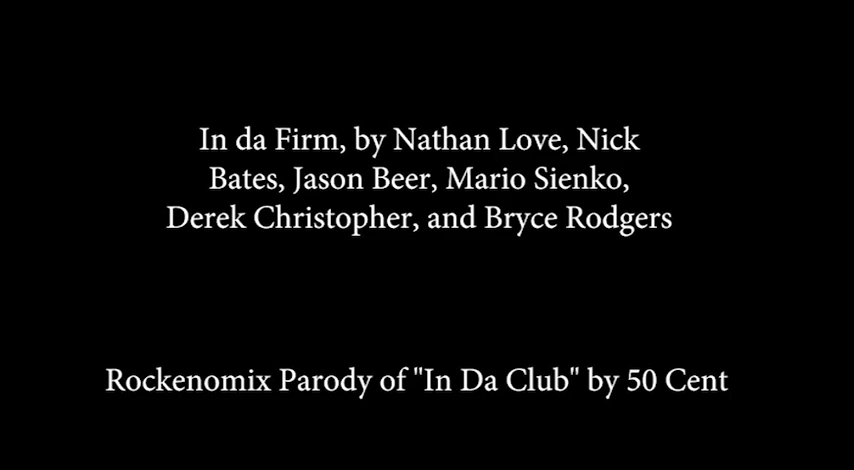 In da Firm, by Nathan Love, Nick
Bates, Jason Beer, Mario Sienko,
Derek Christopher, and Bryce Rodgers
Rockenomix Parody of "In Da Club" by 50 Cent